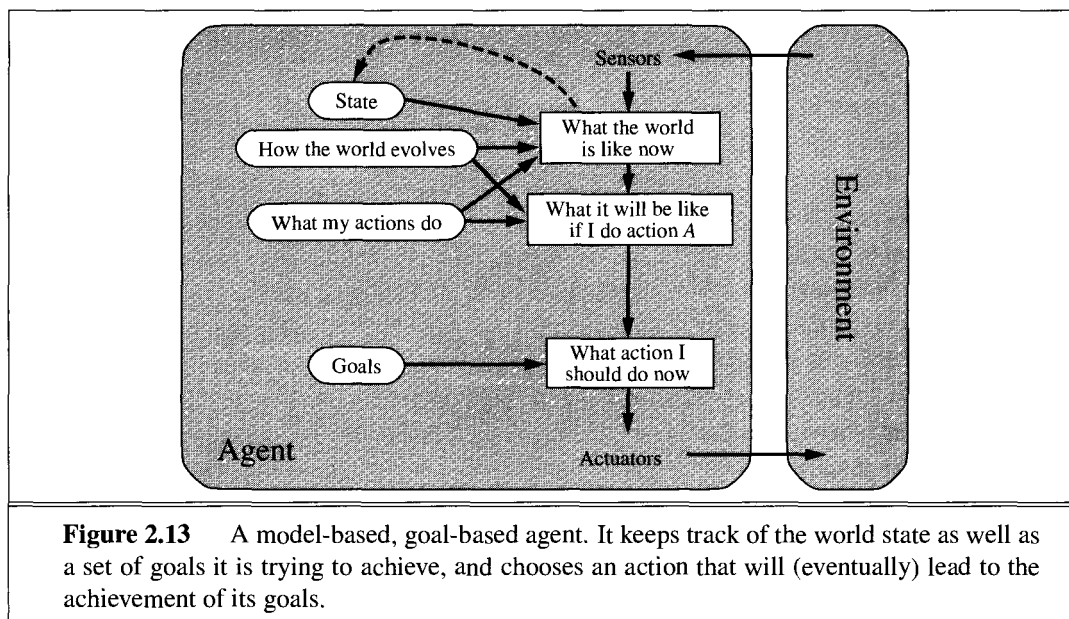 Sensors
State
What the world
is like now
How the world evolves
What it will be like
if I do action A
What my actions do
Environment
Goals
What action I
should do now
Agent
Actuators
Figure 2.13 A model-based, goal-based agent. It keeps track of the world state as well as
a set of goals it is trying to achieve, and chooses an action that will (eventually) lead to the
achievement of its goals.